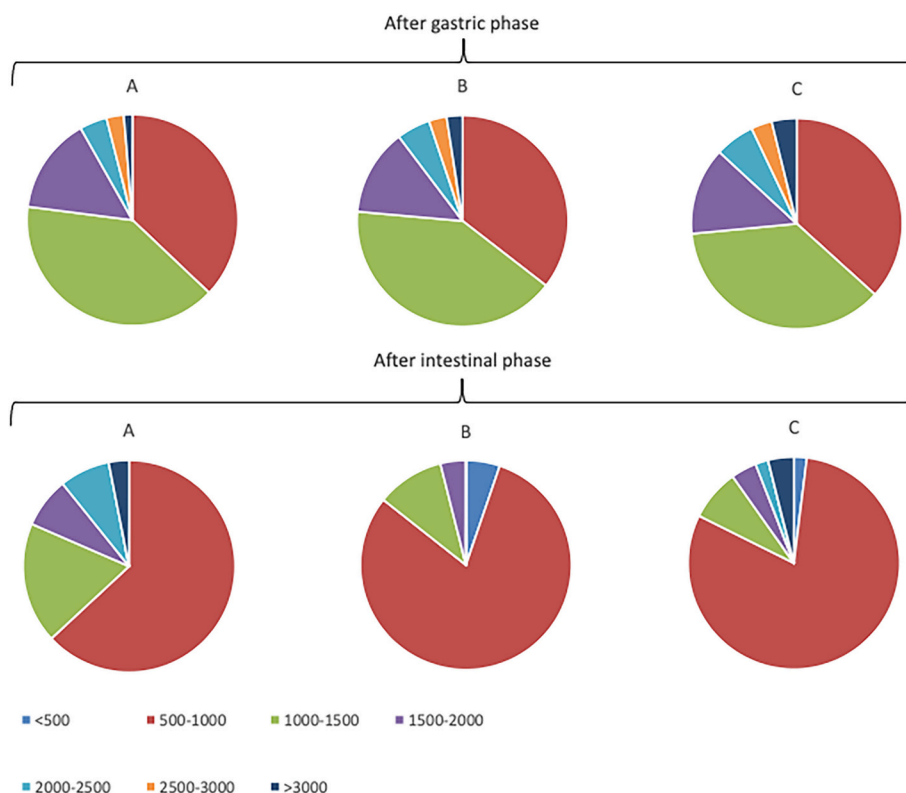 After gastric phase
A B C
After intestinal phase
A B C
<500 500-1000 1000-1500 1500-2000
2000-2500 2500-3000 >3000